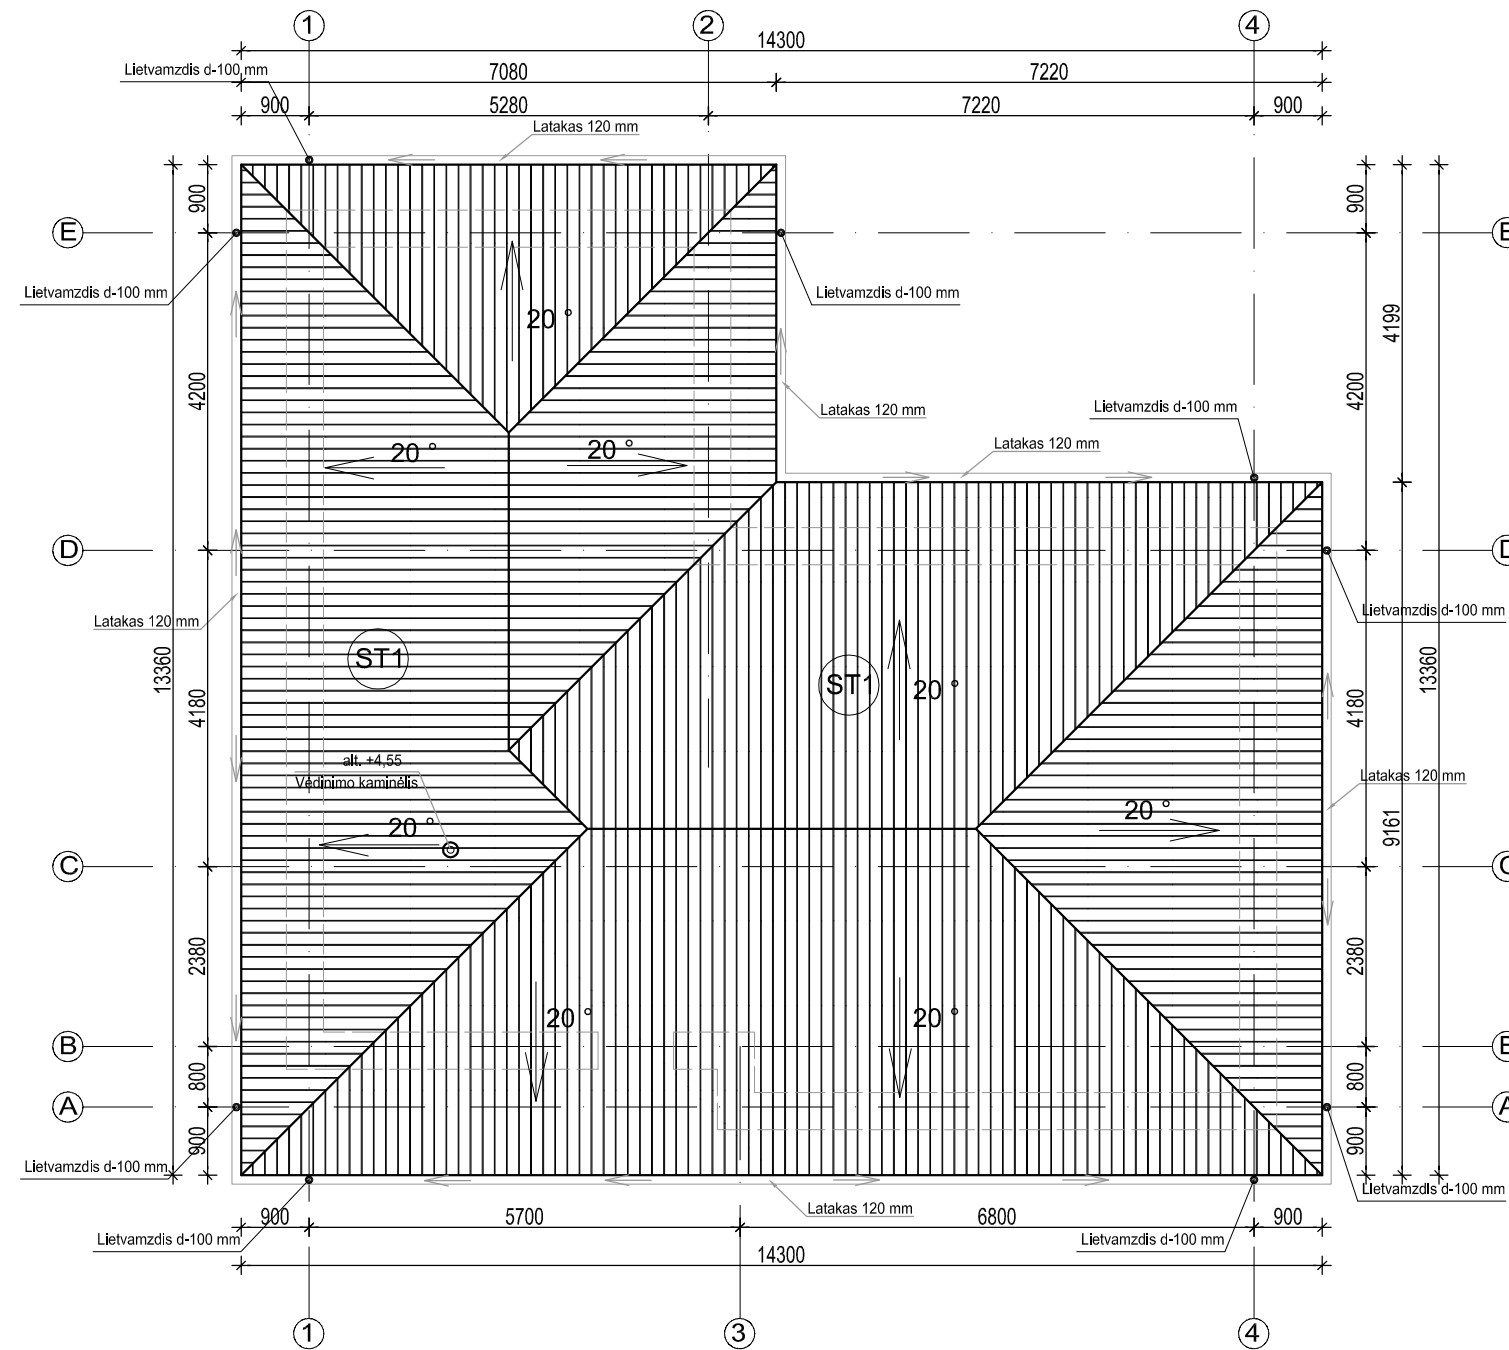 1
2
4
14300
Lietvamzdis d-100 mm
7080
7220
900
5280
7220
900
Latakas 120 mm
900
900
E
E
Lietvamzdis d-100 mm
Lietvamzdis d-100 mm
20 °
4199
4200
4200
Latakas 120 mm
Lietvamzdis d-100 mm
Latakas 120 mm
20 °
20 °
D
D
Latakas 120 mm
Lietvamzdis d-100 mm
13360
ST1
ST1
20 °
13360
4180
4180
alt. +4,55
Vėdinimo kaminėlis
Latakas 120 mm
20 °
20 °
9161
C
C
2380
2380
20 °
20 °
B
B
800
800
A
A
900
900
Lietvamzdis d-100 mm
Lietvamzdis d-100 mm
Latakas 120 mm
900
5700
6800
900
Lietvamzdis d-100 mm
Lietvamzdis d-100 mm
14300
1
3
4